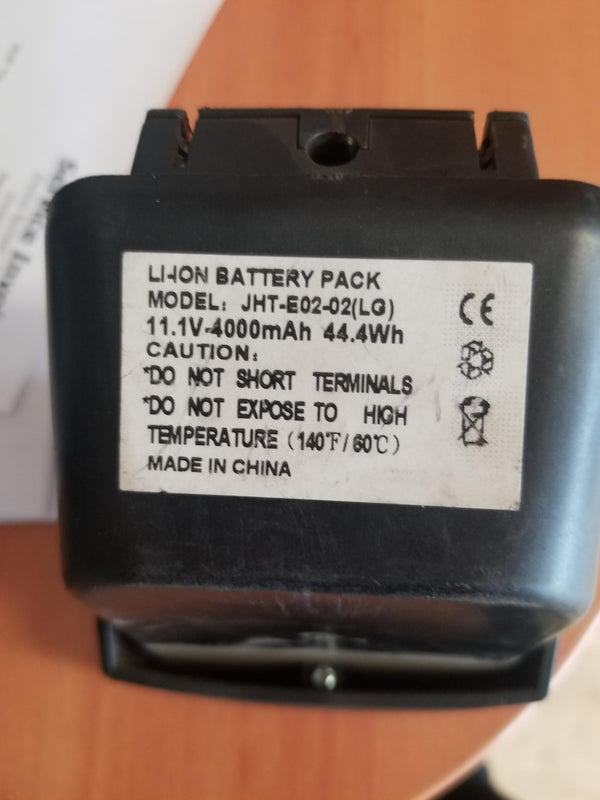 LI-ION BATTERY PACK
MODEL: JHT-E02-02(LG)
11.1V-4000mAh 44.4Wh
CAUTION:
*DO NOT SHORT TERMINALS
*DO NOT EXPOSE TO HIGH
TEMPERATURE (140℉/60℃)
MADE IN CHINA
CE
Service